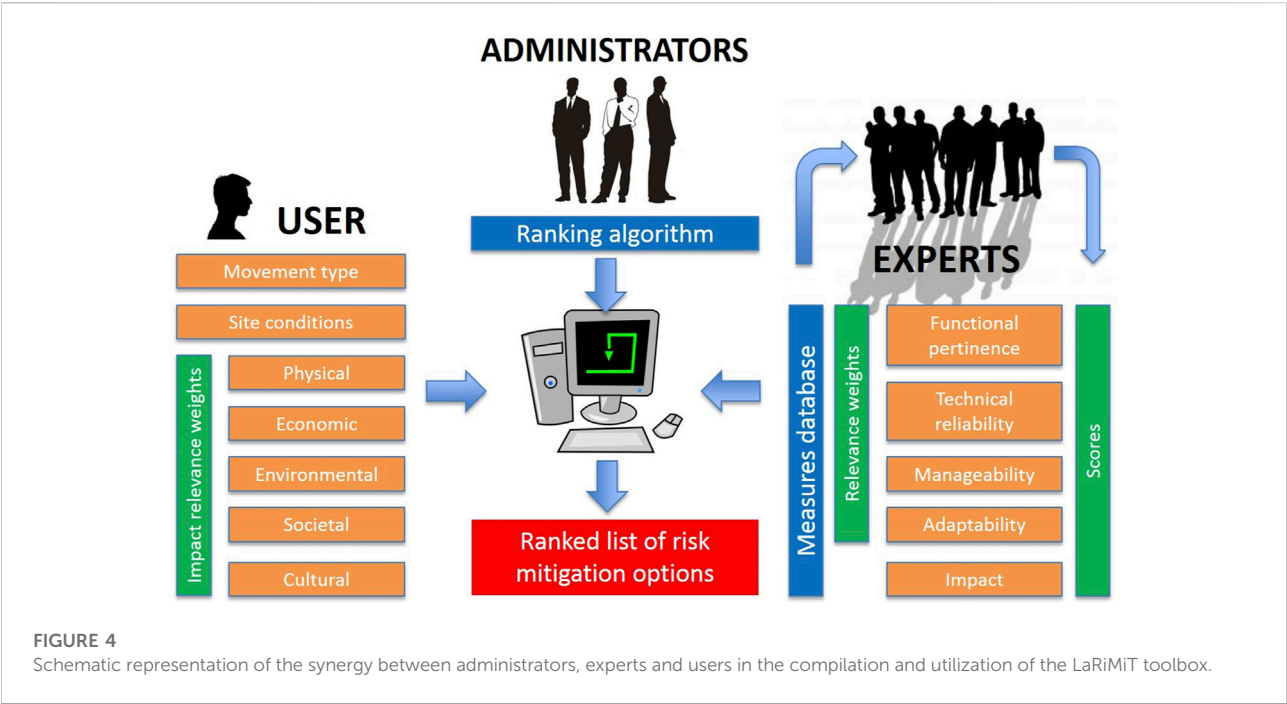 ADMINISTRATORS
USER
Movement type
Site conditions
Impact relevance weights
Physical
Economic
Environmental
Societal
Cultural
Ranking algorithm
Ranked list of risk
mitigation options
EXPERTS
Measures database
Relevance weights
Functional
pertinence
Technical
reliability
Manageability
Adaptability
Impact
Scores
FIGURE 4
Schematic representation of the synergy between administrators, experts and users in the compilation and utilization of the LaRiMiT toolbox.